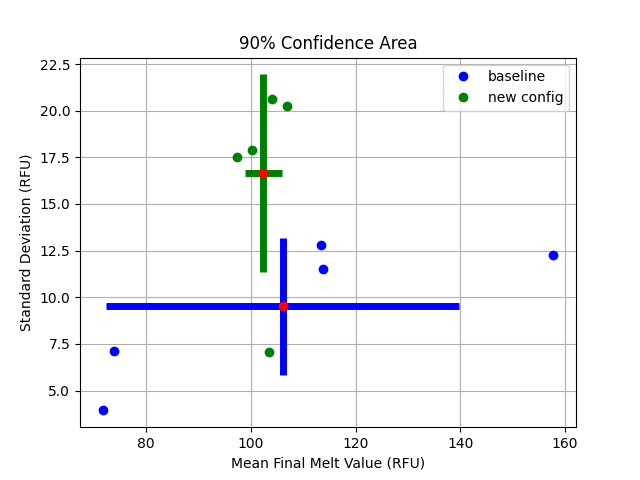 90% Confidence Area
22.5
20.0
17.5
15.0
12.5
10.0
7.5
5.0
Standard Deviation (RFU)
baseline
new config
80
100
120
140
160
Mean Final Melt Value (RFU)